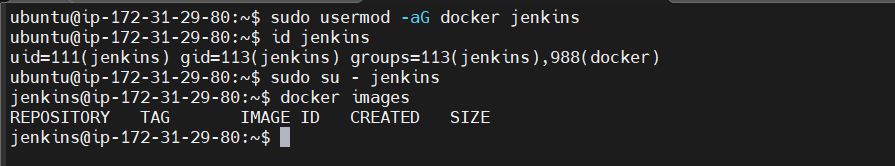 ubuntu@ip-172-31-29-80:~$ sudo usermod -aG docker jenkins
ubuntu@ip-172-31-29-80:~$ id jenkins
uid=111(jenkins) gid=113(jenkins) groups=113(jenkins),988(docker)
ubuntu@ip-172-31-29-80:~$ sudo su - jenkins
jenkins@ip-172-31-29-80:~$ docker images
REPOSITORY   TAG       IMAGE ID   CREATED   SIZE
jenkins@ip-172-31-29-80:~$